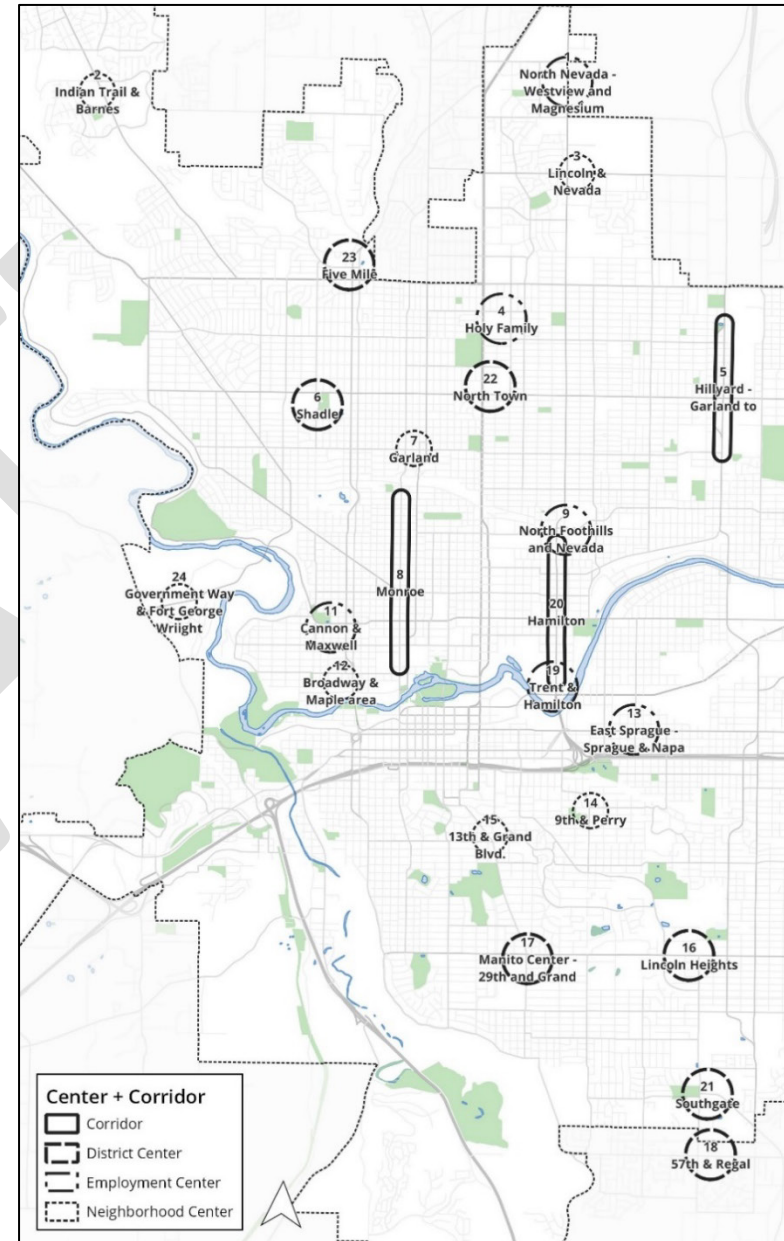 1
North Nevada -
Westview and
Magnesium
2
Indian Trail &
Barnes
3
Lincoln &
Nevada
23
Five Mile
4
Holy Family
22
North Town
5
Hillyard -
Garland to
6
Shadle
7
Garland
9
North Foothills
and Nevada
8
Monroe
24
Government Way
& Fort George
Wriight
20
Hamilton
11
Cannon &
Maxwell
12
Broadway &
Maple area
19
Trent &
Hamilton
13
East Sprague -
Sprague & Napa
14
9th & Perry
15
13th & Grand
Blvd.
17
Manito Center -
29th and Grand
16
Lincoln Heights
21
Southgate
18
57th & Regal
Center + Corridor
Corridor
District Center
Employment Center
Neighborhood Center